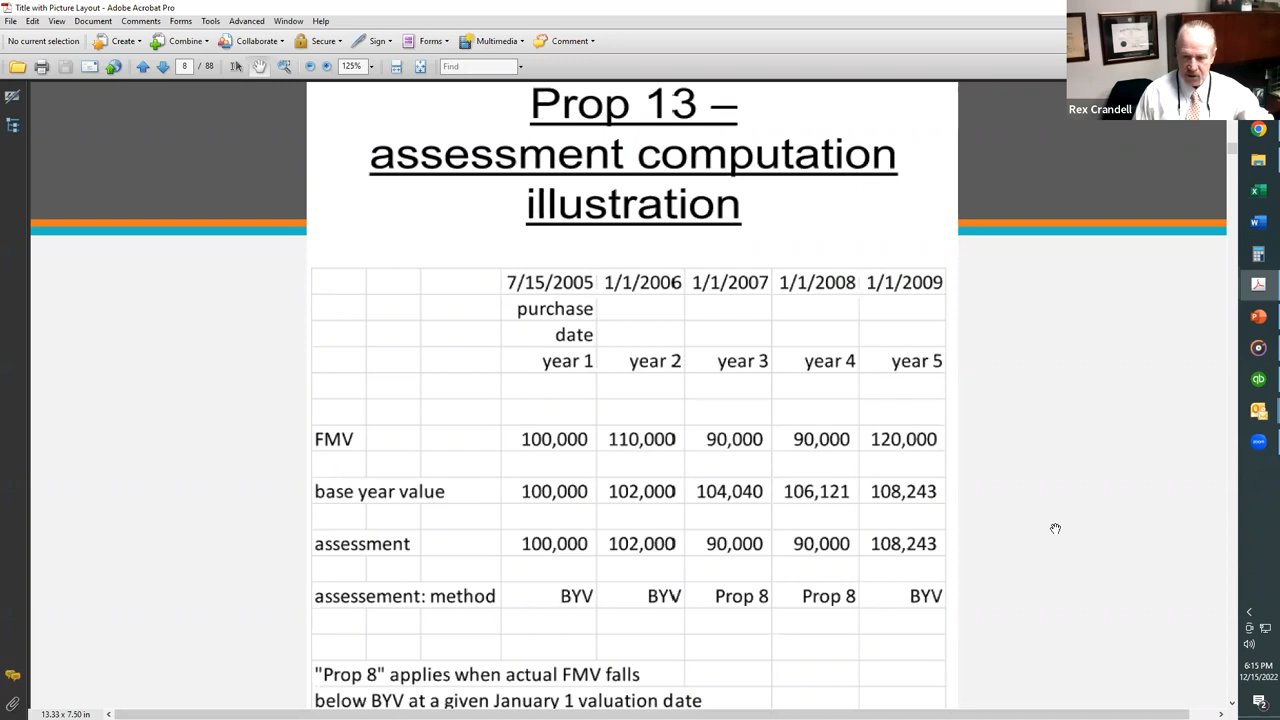 Title with Picture Layout - Adobe Acrobat Pro
File Edit View Document Comments Forms Tools Advanced Window Help
No current selection Create Combine Collaborate Secure Sign Forms Multimedia Comment
8 / 88 125% Find
Rex Crandell
Prop 13 –
assessment computation
illustration
7/15/2005 1/1/2006 1/1/2007 1/1/2008 1/1/2009
purchase
date
year 1 year 2 year 3 year 4 year 5
FMV 100,000 110,000 90,000 90,000 120,000
base year value 100,000 102,000 104,040 106,121 108,243
assessment 100,000 102,000 90,000 90,000 108,243
assessement: method BYV BYV Prop 8 Prop 8 BYV
"Prop 8" applies when actual FMV falls
below BYV at a given January 1 valuation date
13.33 x 7.50 in
6:15 PM
12/15/2022
2